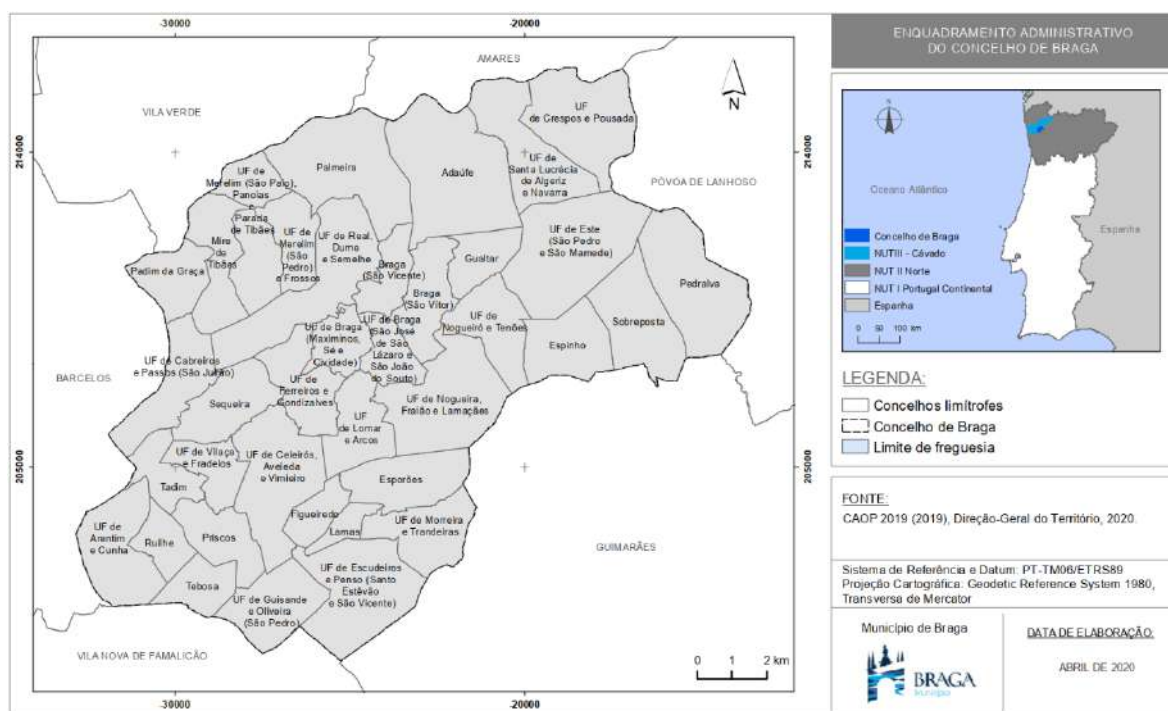 -30000
-20000
AMARES
VILA VERDE
N
UF
de Crespos e Pousada
214000
214000
Palmeira
Adaúfe
UF de
Santa Lucrécia
de Algeriz
e Navarra
PÓVOA DE LANHOSO
UF de
Merelim (São Paio),
Panoias e
Parada
de Tibães
Mire
de
Tibães
UF de
Merelim
(São
Pedro) e
Frossos
UF de Real,
Dume
e Semelhe
UF de Este
(São Pedro
e São Mamede)
Padim da Graça
Braga
(São Vicente)
Gualtar
Pedralva
Braga
(São Vítor)
UF de
Nogueiró e Tenões
Sobreposta
Espinho
UF de Braga
(Maximinos,
Sé e
Cividade)
UF de Braga
(São José
de São
Lázaro e
São João
do Souto)
UF de Cabreiros
e Passos (São Julião)
BARCELOS
UF de
Ferreiros e
Gondizalves
Sequeira
UF de Nogueira,
Fraião e Lamaçães
UF
de Lomar
e Arcos
UF de Vilaça
e Fradelos
UF de Celeirós,
Aveleda
e Vimieiro
205000
205000
Tadim
Esporões
Figueiredo
UF de Morreira
e Trandeiras
Lamas
UF de
Arentim
e Cunha
Ruilhe
Priscos
GUIMARÃES
UF de Escudeiros
e Penso (Santo
Estêvão
e São Vicente)
Tebosa
UF de Guisande
e Oliveira
(São Pedro)
VILA NOVA DE FAMALICÃO
0 1 2 km
-30000
-20000
ENQUADRAMENTO ADMINISTRATIVO
DO CONCELHO DE BRAGA
N
Oceano Atlântico
Espanha
Concelho de Braga
NUTIII - Cávado
NUT II Norte
NUT I Portugal Continental
Espanha
0 50 100 km
LEGENDA:
Concelhos limítrofes
Concelho de Braga
Limite de freguesia
FONTE:
CAOP 2019 (2019), Direção-Geral do Território, 2020.
Sistema de Referência e Datum: PT-TM06/ETRS89
Projeção Cartográfica: Geodetic Reference System 1980,
Transversa de Mercator
Município de Braga
BRAGA
Município
DATA DE ELABORAÇÃO:
ABRIL DE 2020